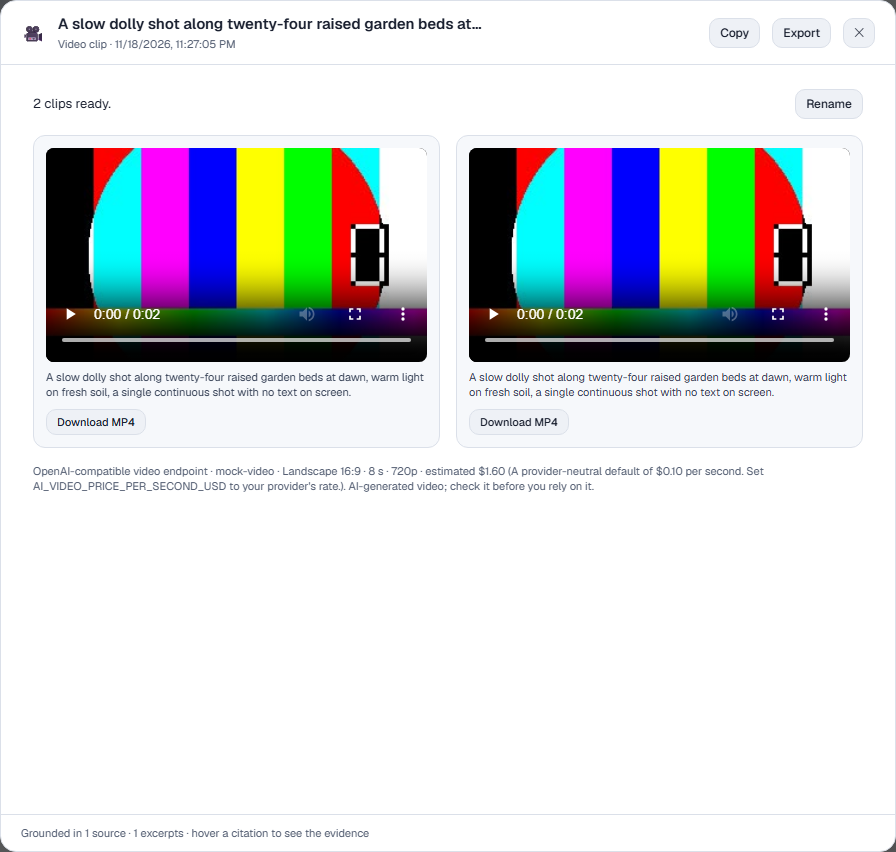 A slow dolly shot along twenty-four raised garden beds at...
Video clip · 11/18/2026, 11:27:05 PM
Copy
Export
2 clips ready.
Rename
0:00 / 0:02
0:00 / 0:02
A slow dolly shot along twenty-four raised garden beds at dawn, warm light
on fresh soil, a single continuous shot with no text on screen.
Download MP4
A slow dolly shot along twenty-four raised garden beds at dawn, warm light
on fresh soil, a single continuous shot with no text on screen.
Download MP4
OpenAI-compatible video endpoint · mock-video · Landscape 16:9 · 8 s · 720p · estimated $1.60 (A provider-neutral default of $0.10 per second. Set
AI_VIDEO_PRICE_PER_SECOND_USD to your provider's rate.). AI-generated video; check it before you rely on it.
Grounded in 1 source · 1 excerpts · hover a citation to see the evidence